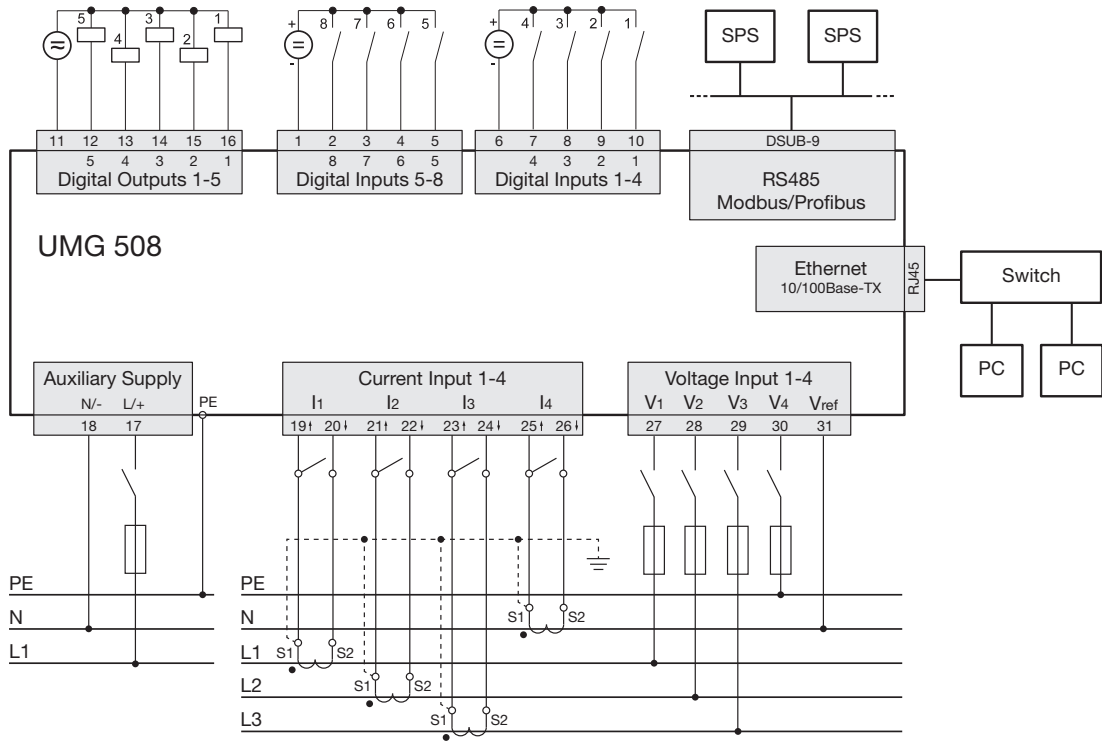 5 3 1
4 2
+ 8 7 6 5
-
+ 4 3 2 1
-
SPS SPS
11 12 13 14 15 16
5 4 3 2 1
Digital Outputs 1-5
1 2 3 4 5
8 7 6 5
Digital Inputs 5-8
6 7 8 9 10
4 3 2 1
Digital Inputs 1-4
DSUB-9
RS485
Modbus/Profibus
UMG 508
Ethernet
10/100Base-TX
RJ45
Switch
PC PC
Auxiliary Supply
N/- L/+ PE
18 17
Current Input 1-4
I1 I2 I3 I4
19↑ 20↓ 21↑ 22↓ 23↑ 24↓ 25↑ 26↓
Voltage Input 1-4
V1 V2 V3 V4 Vref
27 28 29 30 31
PE
N
L1
PE
N
L1
L2
L3
S1 S2
S1 S2
S1 S2
S1 S2